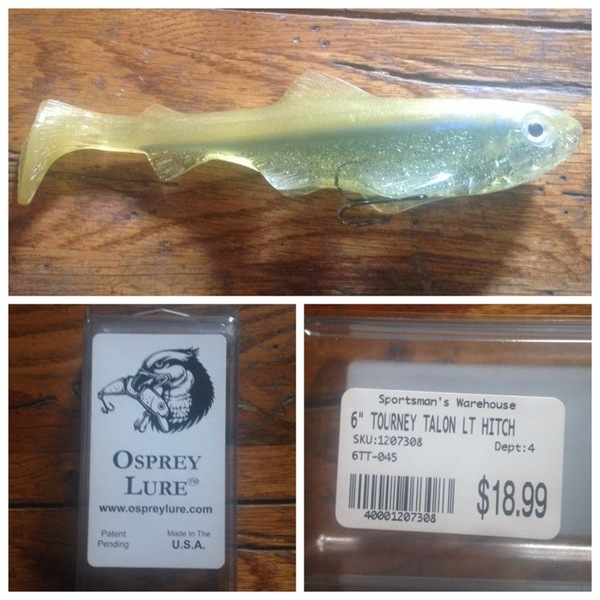 OSPREY
LURE™
www.ospreylure.com
Patent
Pending
Made In The
U.S.A.
Sportsman's Warehouse
6" TOURNEY TALON LT HITCH
SKU:1207308
Dept:4
6TT-045
$18.99
40001207308